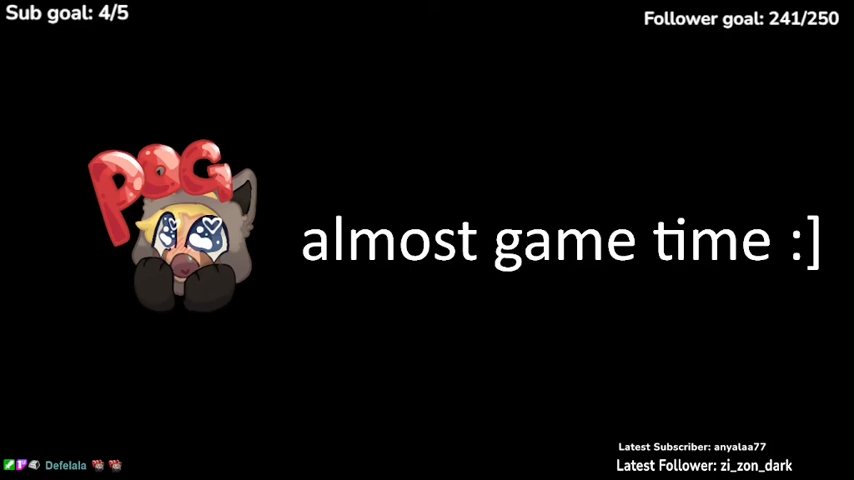 Sub goal: 4/5
Follower goal: 241/250
POG
almost game time :]
Latest Subscriber: anyalaa77
Latest Follower: zi_zon_dark
Defelala